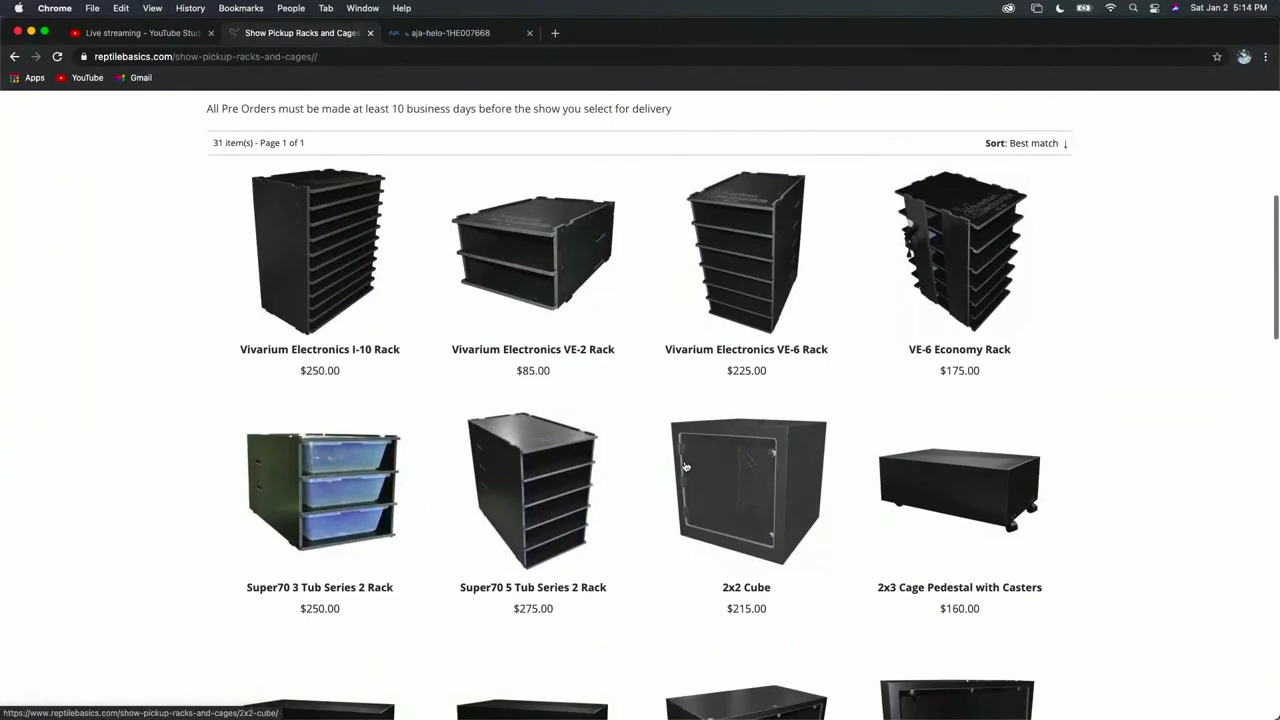 Chrome File Edit View History Bookmarks People Tab Window Help Sat Jan 2 5:14 PM
Live streaming - YouTube Stud × Show Pickup Racks and Cages: × AJA aja-helo-1HE007668 × +
reptilebasics.com/show-pickup-racks-and-cages//
Apps YouTube Gmail
All Pre Orders must be made at least 10 business days before the show you select for delivery
31 item(s) - Page 1 of 1 Sort: Best match ↓
Vivarium Electronics I-10 Rack Vivarium Electronics VE-2 Rack Vivarium Electronics VE-6 Rack VE-6 Economy Rack
$250.00 $85.00 $225.00 $175.00
Super70 3 Tub Series 2 Rack Super70 5 Tub Series 2 Rack 2x2 Cube 2x3 Cage Pedestal with Casters
$250.00 $275.00 $215.00 $160.00
https://www.reptilebasics.com/show-pickup-racks-and-cages/2x2-cube/